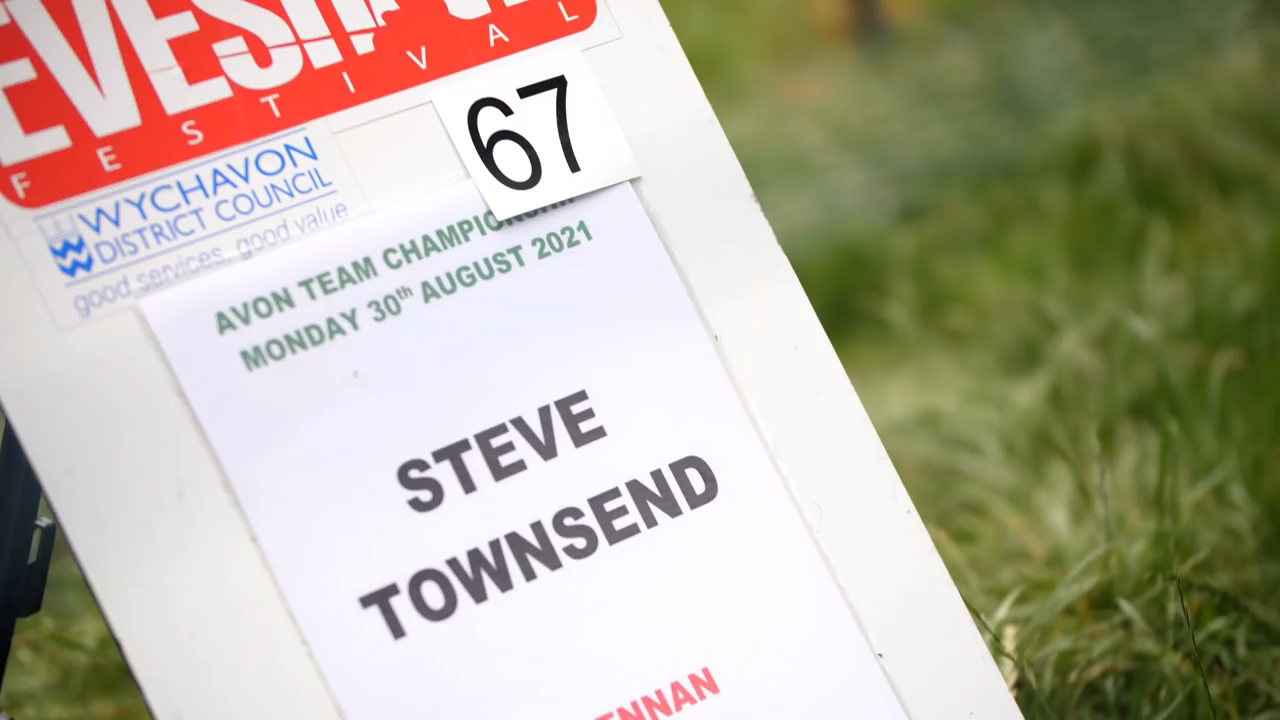 FESTIVAL
67
WYCHAVON
DISTRICT COUNCIL
good services, good value
AVON TEAM
MONDAY 30th AUGUST 2021
STEVE
TOWNSEND